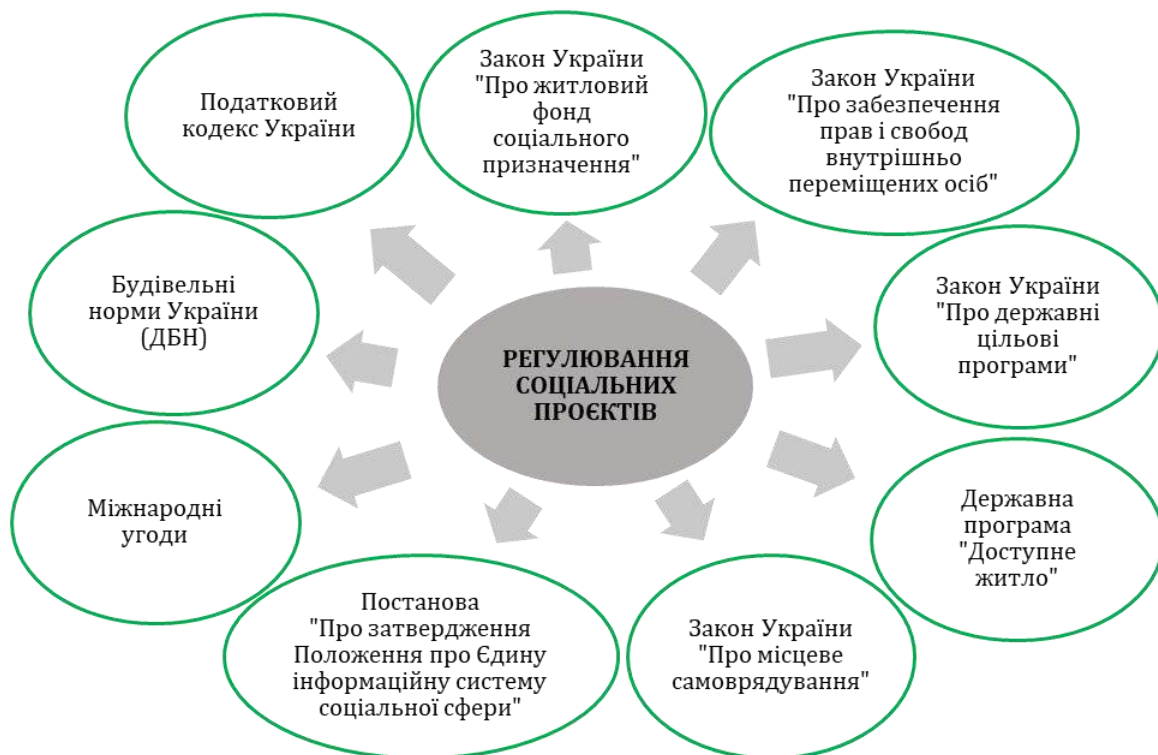 Податковий
кодекс України
Закон України
"Про житловий
фонд
соціального
призначення"
Закон України
"Про забезпечення
прав і свобод
внутрішньо
переміщених осіб"
Будівельні
норми України
(ДБН)
РЕГУЛЮВАННЯ
СОЦІАЛЬНИХ
ПРОЄКТІВ
Закон України
"Про державні
цільові
програми"
Міжнародні
угоди
Державна
програма
"Доступне
житло"
Постанова
"Про затвердження
Положення про Єдину
інформаційну систему
соціальної сфери"
Закон України
"Про місцеве
самоврядування"